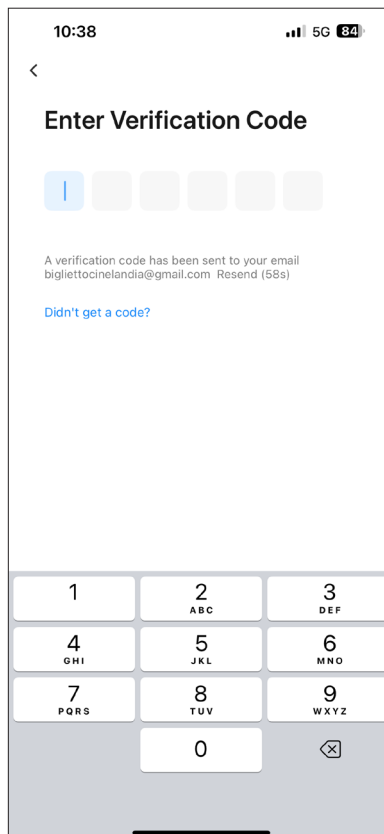 10:38 5G 84
Enter Verification Code
A verification code has been sent to your email
bigliettocinelandia@gmail.com Resend (58s)
Didn't get a code?
1 2 3
ABC DEF
4 5 6
GHI JKL MNO
7 8 9
PQRS TUV WXYZ
0